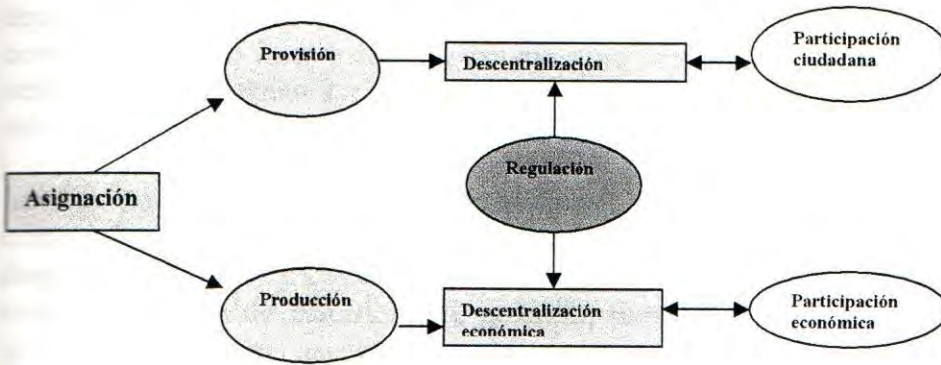 Provisión
Descentralización
Participación
ciudadana
Regulación
Asignación
Producción
Descentralización
económica
Participación
económica